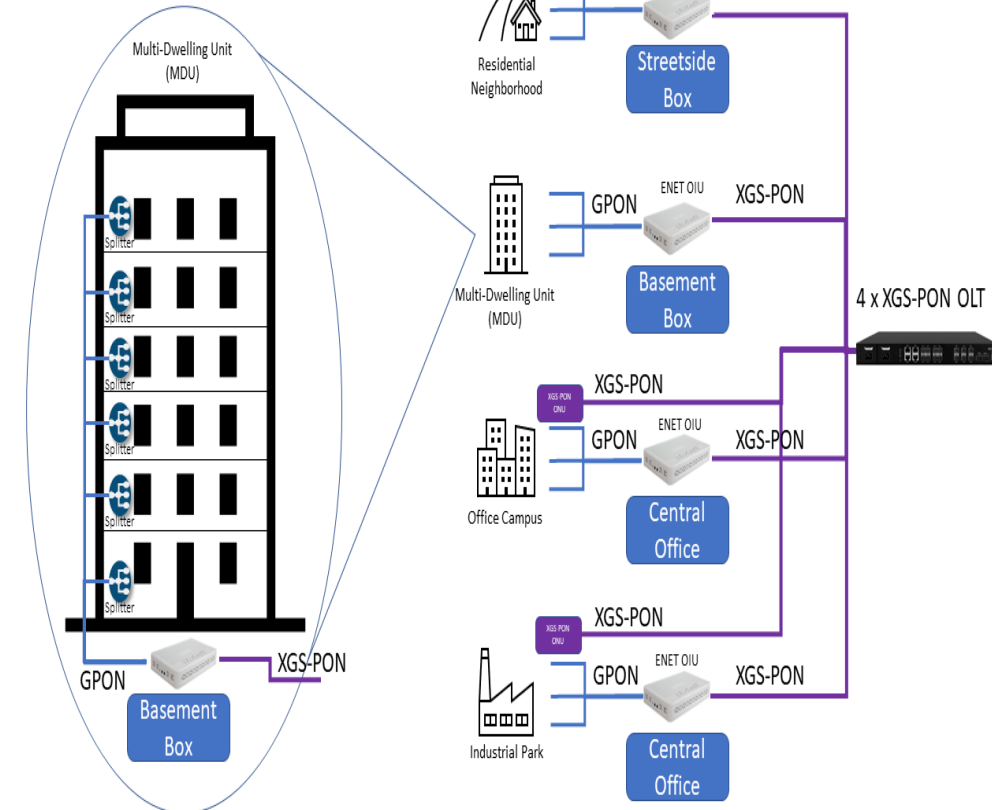 Multi-Dwelling Unit
(MDU)
Splitter
Splitter
Splitter
Splitter
Splitter
Splitter
GPON
XGS-PON
Basement
Box
Residential
Neighborhood
Streetside
Box
Multi-Dwelling Unit
(MDU)
GPON
ENET OIU
XGS-PON
Basement
Box
XGS-PON
ONU
XGS-PON
Office Campus
GPON
ENET OIU
XGS-PON
Central
Office
XGS-PON
ONU
XGS-PON
Industrial Park
GPON
ENET OIU
XGS-PON
Central
Office
4 x XGS-PON OLT